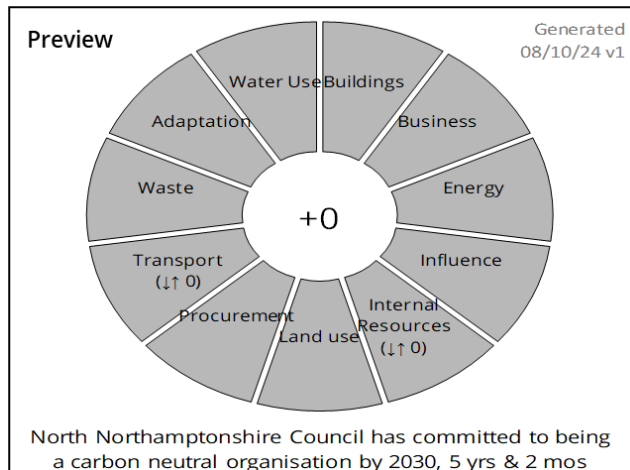 Preview
Generated
08/10/24 v1
Water Use
Buildings
Adaptation
Business
Waste
Energy
+0
Transport
(↓↑ 0)
Influence
Procurement
Internal
Resources
(↓↑ 0)
Land use
North Northamptonshire Council has committed to being
a carbon neutral organisation by 2030, 5 yrs & 2 mos